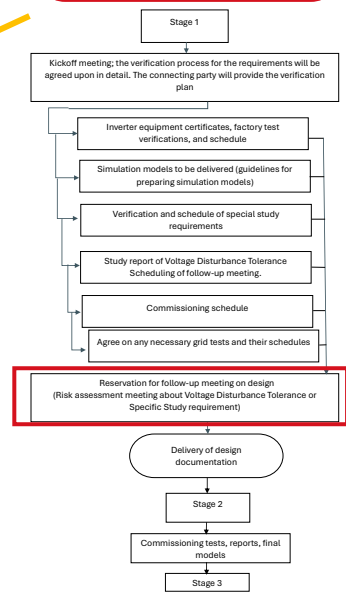 Stage 1
Kickoff meeting; the verification process for the requirements will be
agreed upon in detail. The connecting party will provide the verification
plan
Inverter equipment certificates, factory test
verifications, and schedule
Simulation models to be delivered (guidelines for
preparing simulation models)
Verification and schedule of special study
requirements
Study report of Voltage Disturbance Tolerance
Scheduling of follow-up meeting.
Commissioning schedule
Agree on any necessary grid tests and their schedules
Reservation for follow-up meeting on design
(Risk assessment meeting about Voltage Disturbance Tolerance or
Specific Study requirement)
Delivery of design
documentation
Stage 2
Commissioning tests, reports, final
models
Stage 3